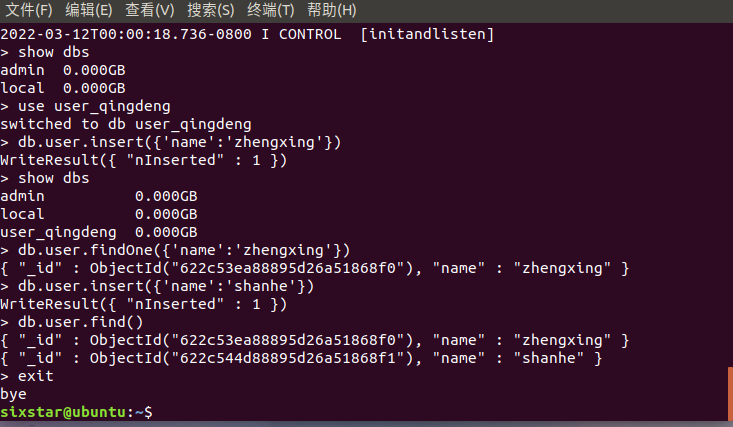 文件(F) 编辑(E) 查看(V) 搜索(S) 终端(T) 帮助(H)
2022-03-12T00:00:18.736-0800 I CONTROL  [initandlisten]
> show dbs
admin  0.000GB
local  0.000GB
> use user_qingdeng
switched to db user_qingdeng
> db.user.insert({'name':'zhengxing'})
WriteResult({ "nInserted" : 1 })
> show dbs
admin          0.000GB
local          0.000GB
user_qingdeng  0.000GB
> db.user.findOne({'name':'zhengxing'})
{ "_id" : ObjectId("622c53ea88895d26a51868f0"), "name" : "zhengxing" }
> db.user.insert({'name':'shanhe'})
WriteResult({ "nInserted" : 1 })
> db.user.find()
{ "_id" : ObjectId("622c53ea88895d26a51868f0"), "name" : "zhengxing" }
{ "_id" : ObjectId("622c544d88895d26a51868f1"), "name" : "shanhe" }
> exit
bye
sixstar@ubuntu:~$